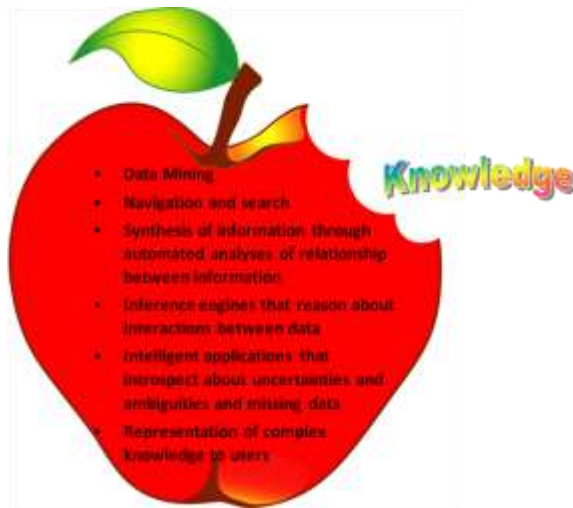 • Data Mining
Knowledge
• Navigation and search
• Synthesis of information through
automated analyses of relationship
between information
• Inference engines that reason about
interactions between data
• Intelligent applications that
introspect about uncertainties and
ambiguities and missing data
• Representation of complex
knowledge to users